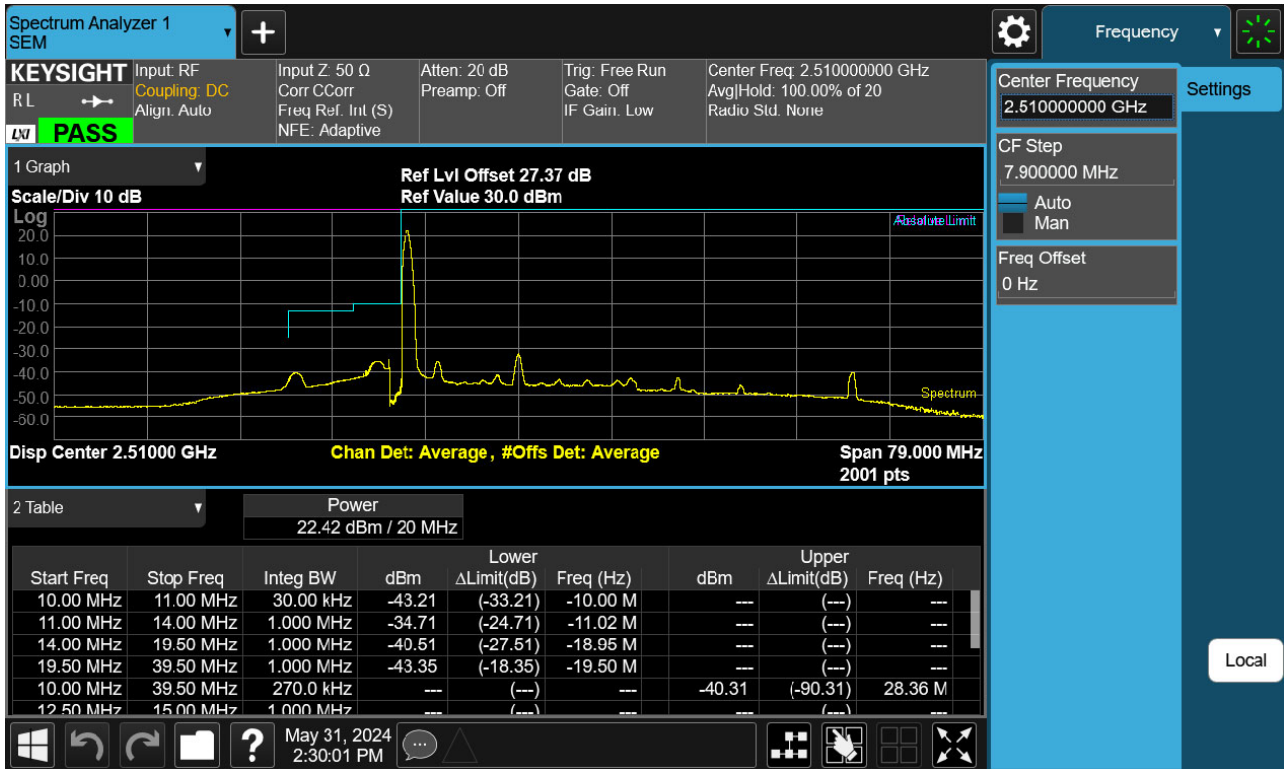 Spectrum Analyzer 1
SEM
+
Frequency
KEYSIGHT
R L
LXI
PASS
Input: RF
Coupling: DC
Align: Auto
Input Z: 50 Ω
Corr CCorr
Freq Ref: Int (S)
NFE: Adaptive
Atten: 20 dB
Preamp: Off
Trig: Free Run
Gate: Off
IF Gain: Low
Center Freq: 2.510000000 GHz
Avg|Hold: 100.00% of 20
Radio Std: None
Center Frequency
2.510000000 GHz
Settings
CF Step
7.900000 MHz
Auto
Man
Freq Offset
0 Hz
Local
1 Graph
Scale/Div 10 dB
Ref Lvl Offset 27.37 dB
Ref Value 30.0 dBm
Log
20.0
10.0
0.00
-10.0
-20.0
-30.0
-40.0
-50.0
-60.0
Absolute Limit
Spectrum
Disp Center 2.51000 GHz Chan Det: Average, #Offs Det: Average Span 79.000 MHz
2001 pts
2 Table
Power
22.42 dBm / 20 MHz
Lower Upper
Start Freq Stop Freq Integ BW dBm ΔLimit(dB) Freq (Hz) dBm ΔLimit(dB) Freq (Hz)
10.00 MHz 11.00 MHz 30.00 kHz -43.21 (-33.21) -10.00 M --- (---) ---
11.00 MHz 14.00 MHz 1.000 MHz -34.71 (-24.71) -11.02 M --- (---) ---
14.00 MHz 19.50 MHz 1.000 MHz -40.51 (-27.51) -18.95 M --- (---) ---
19.50 MHz 39.50 MHz 1.000 MHz -43.35 (-18.35) -19.50 M --- (---) ---
10.00 MHz 39.50 MHz 270.0 kHz --- (---) --- -40.31 (-90.31) 28.36 M
12.50 MHz 15.00 MHz 1.000 MHz --- (---) --- --- (---) ---
?
May 31, 2024
2:30:01 PM